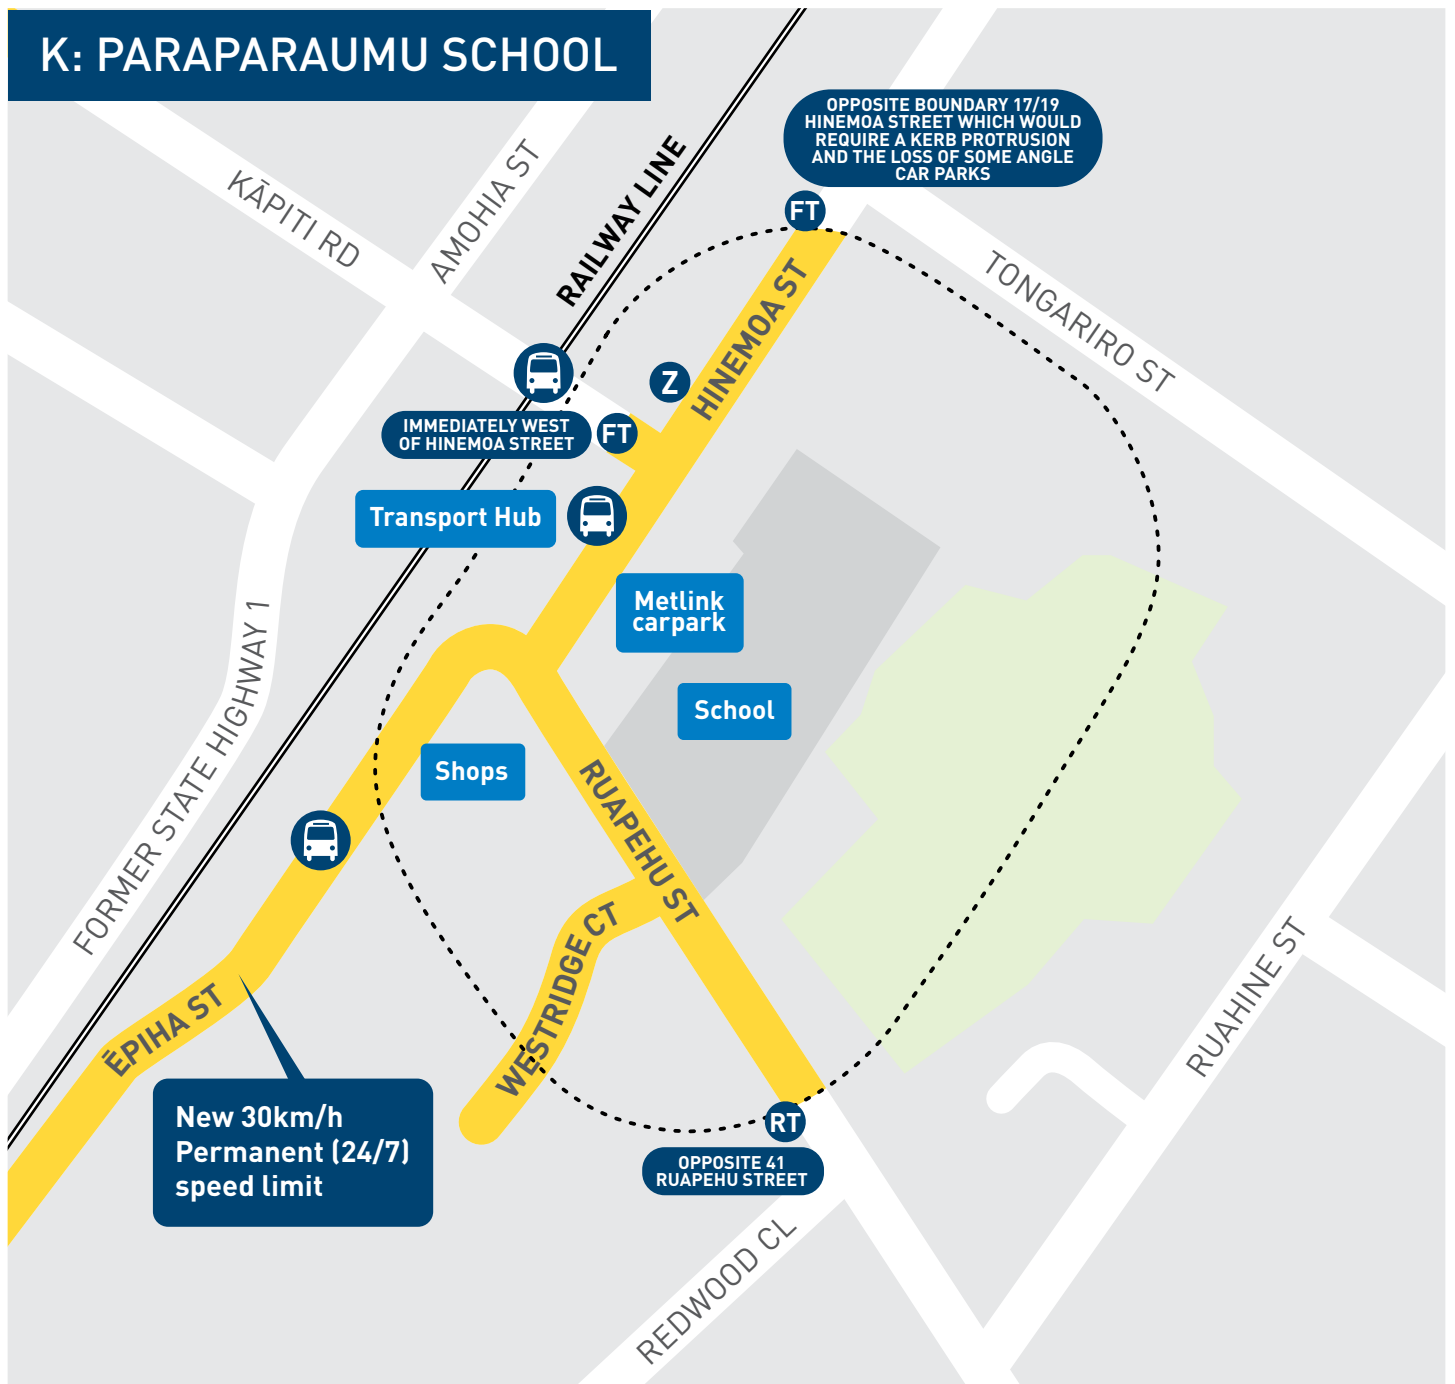 K: PARAPARAUMU SCHOOL
OPPOSITE BOUNDARY 17/19
HINEMOA STREET WHICH WOULD
REQUIRE A KERB PROTRUSION
AND THE LOSS OF SOME ANGLE
CAR PARKS
FT
KĀPITI RD
AMOHIA ST
RAILWAY LINE
HINEMOA ST
TONGARIRO ST
Z
IMMEDIATELY WEST
OF HINEMOA STREET
FT
Transport Hub
Metlink
carpark
School
Shops
FORMER STATE HIGHWAY 1
RUAPEHU ST
WESTRIDGE CT
ĒPIHA ST
RUAHINE ST
New 30km/h
Permanent (24/7)
speed limit
RT
OPPOSITE 41
RUAPEHU STREET
REDWOOD CL